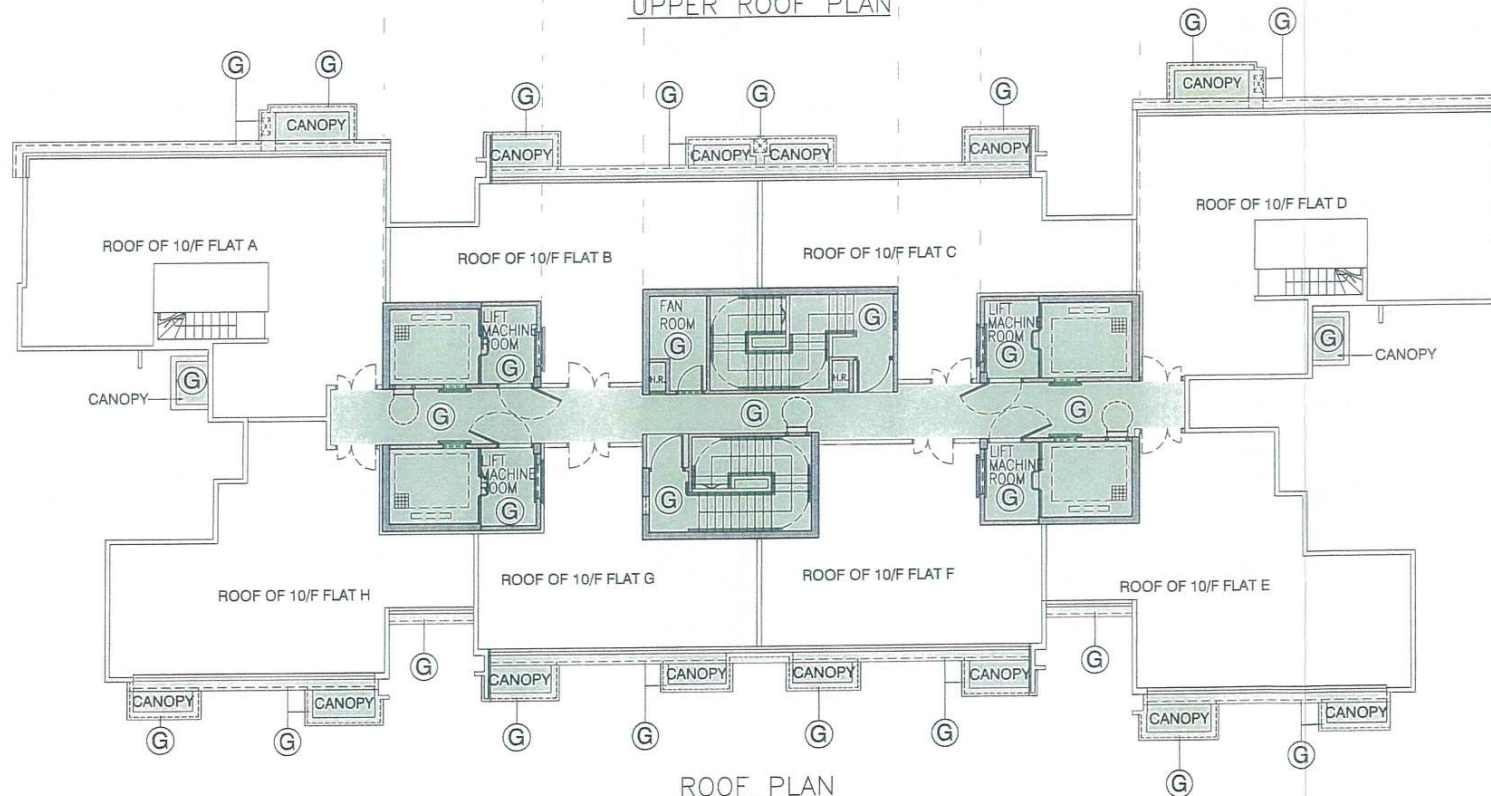 UPPER ROOF PLAN
G
G
G
G
CANOPY
G
G
G
G
CANOPY
CANOPY
CANOPY
CANOPY
CANOPY
CANOPY
ROOF OF 10/F FLAT A
ROOF OF 10/F FLAT B
ROOF OF 10/F FLAT C
ROOF OF 10/F FLAT D
LIFT
MACHINE
ROOM
G
FAN
ROOM
G
H.R.
G
H.R.
LIFT
MACHINE
ROOM
G
G
CANOPY
G
CANOPY
G
G
G
LIFT
MACHINE
ROOM
G
G
LIFT
MACHINE
ROOM
G
ROOF OF 10/F FLAT H
ROOF OF 10/F FLAT G
ROOF OF 10/F FLAT F
ROOF OF 10/F FLAT E
G
G
CANOPY
CANOPY
CANOPY
CANOPY
CANOPY
CANOPY
CANOPY
CANOPY
G
G
G
G
G
G
G
G
ROOF PLAN